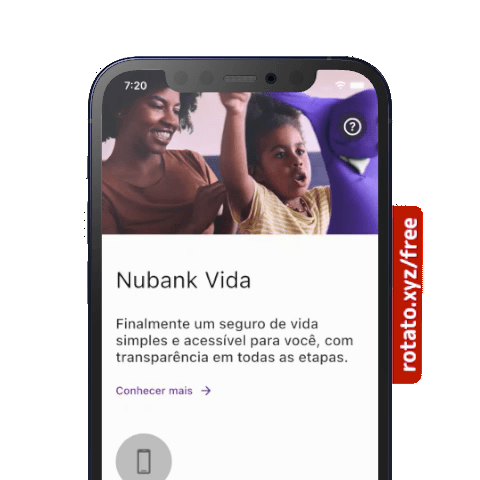 7:20
?
Nubank Vida
Finalmente um seguro de vida
simples e acessível para você, com
transparência em todas as etapas.
Conhecer mais →
rotato.xyz/free